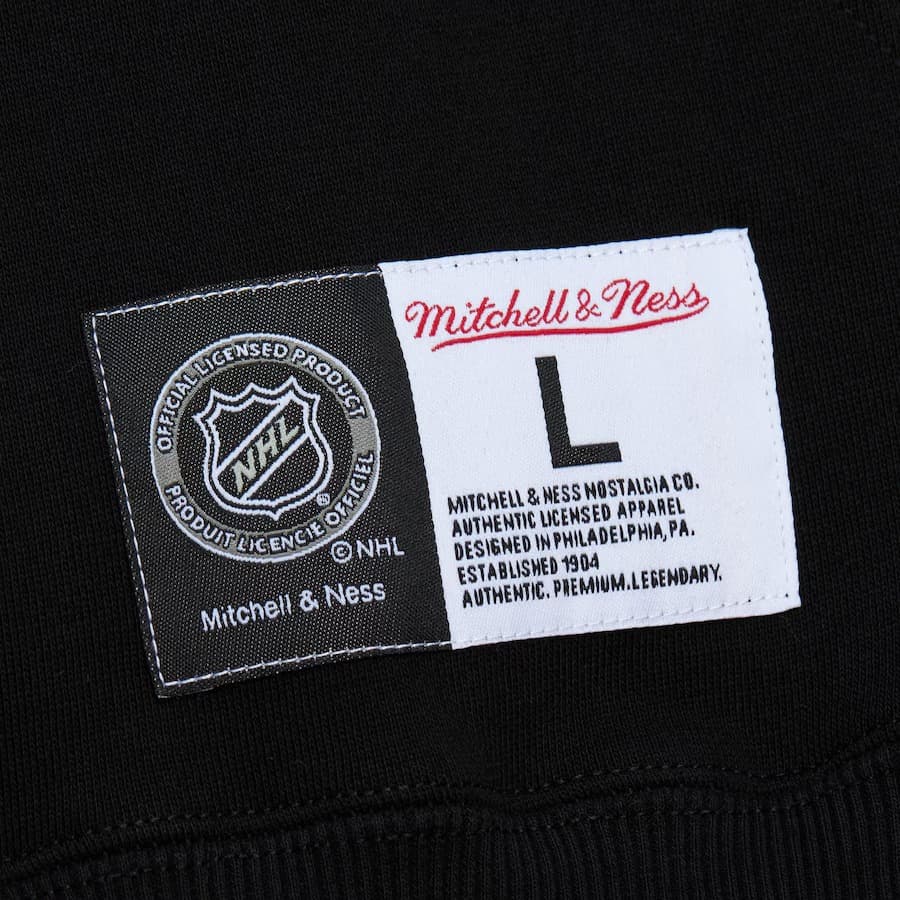 OFFICIAL LICENSED PRODUCT
NHL
®
PRODUIT LICENCIE OFFICIEL
© NHL
Mitchell & Ness
Mitchell & Ness
L
MITCHELL & NESS NOSTALGIA CO.
AUTHENTIC LICENSED APPAREL
DESIGNED IN PHILADELPHIA, PA.
ESTABLISHED 1904
AUTHENTIC. PREMIUM. LEGENDARY.